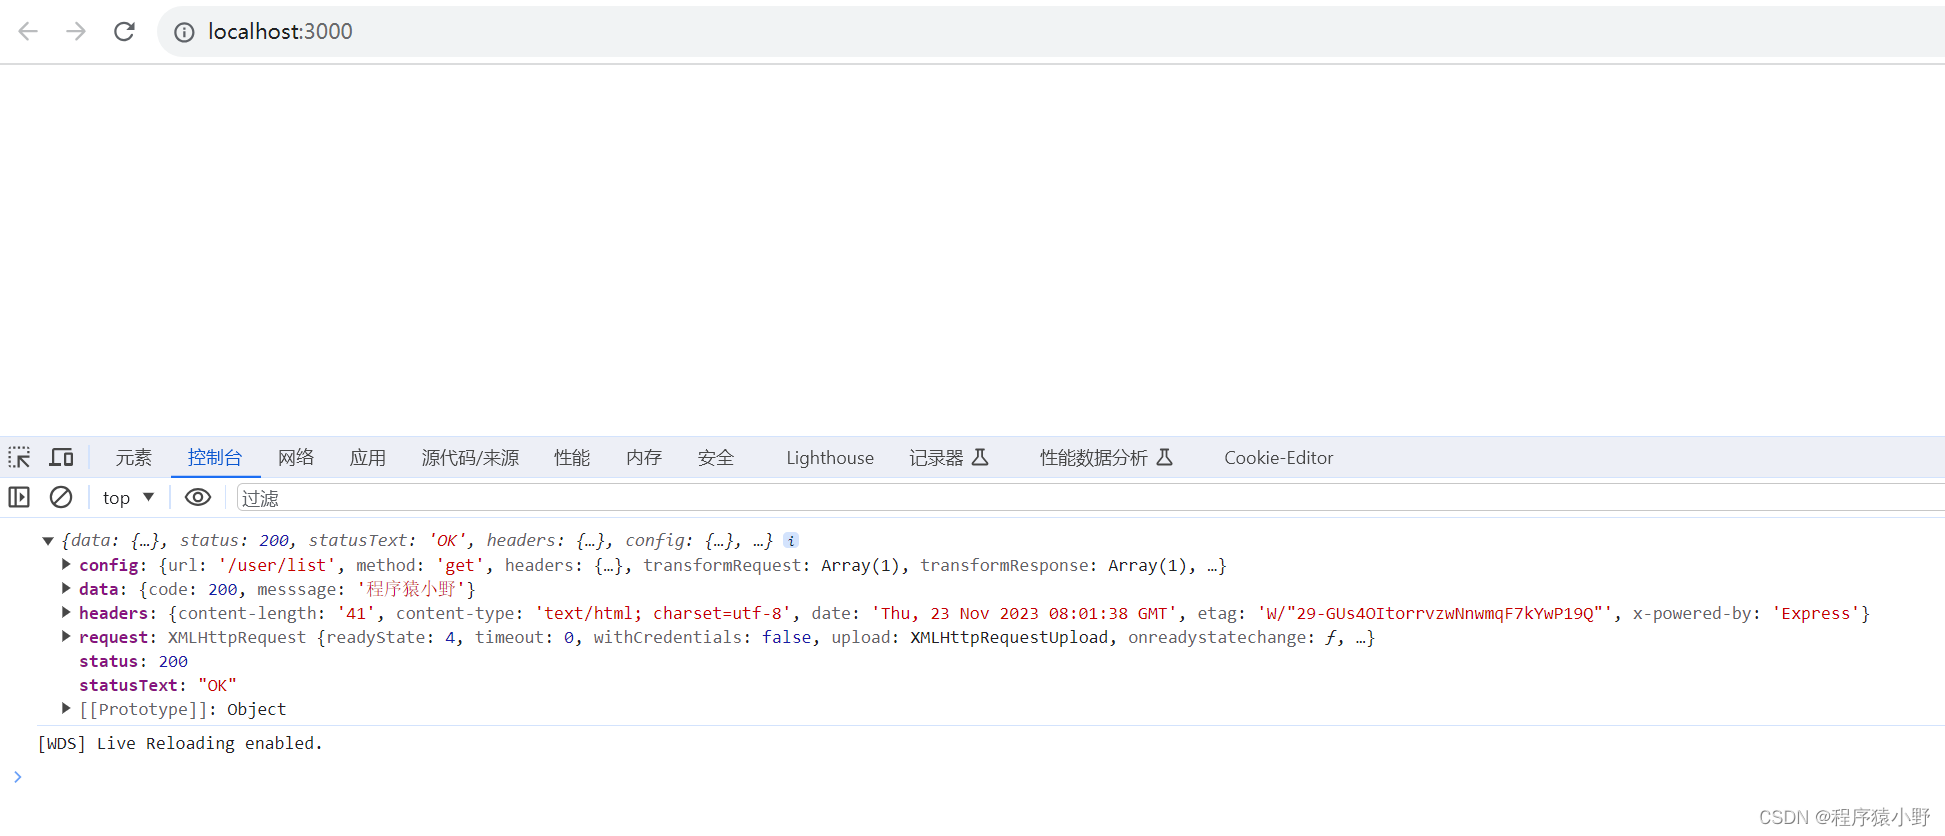 localhost:3000
元素 控制台 网络 应用 源代码/来源 性能 内存 安全 Lighthouse 记录器 性能数据分析 Cookie-Editor
top 过滤
{data: {…}, status: 200, statusText: 'OK', headers: {…}, config: {…}, …} i
config: {url: '/user/list', method: 'get', headers: {…}, transformRequest: Array(1), transformResponse: Array(1), …}
data: {code: 200, messsage: '程序猿小野'}
headers: {content-length: '41', content-type: 'text/html; charset=utf-8', date: 'Thu, 23 Nov 2023 08:01:38 GMT', etag: 'W/"29-GUs4OItorrvzwNnwmqF7kYwP19Q"', x-powered-by: 'Express'}
request: XMLHttpRequest {readyState: 4, timeout: 0, withCredentials: false, upload: XMLHttpRequestUpload, onreadystatechange: ƒ, …}
status: 200
statusText: "OK"
[[Prototype]]: Object
[WDS] Live Reloading enabled.
CSDN @程序猿小野